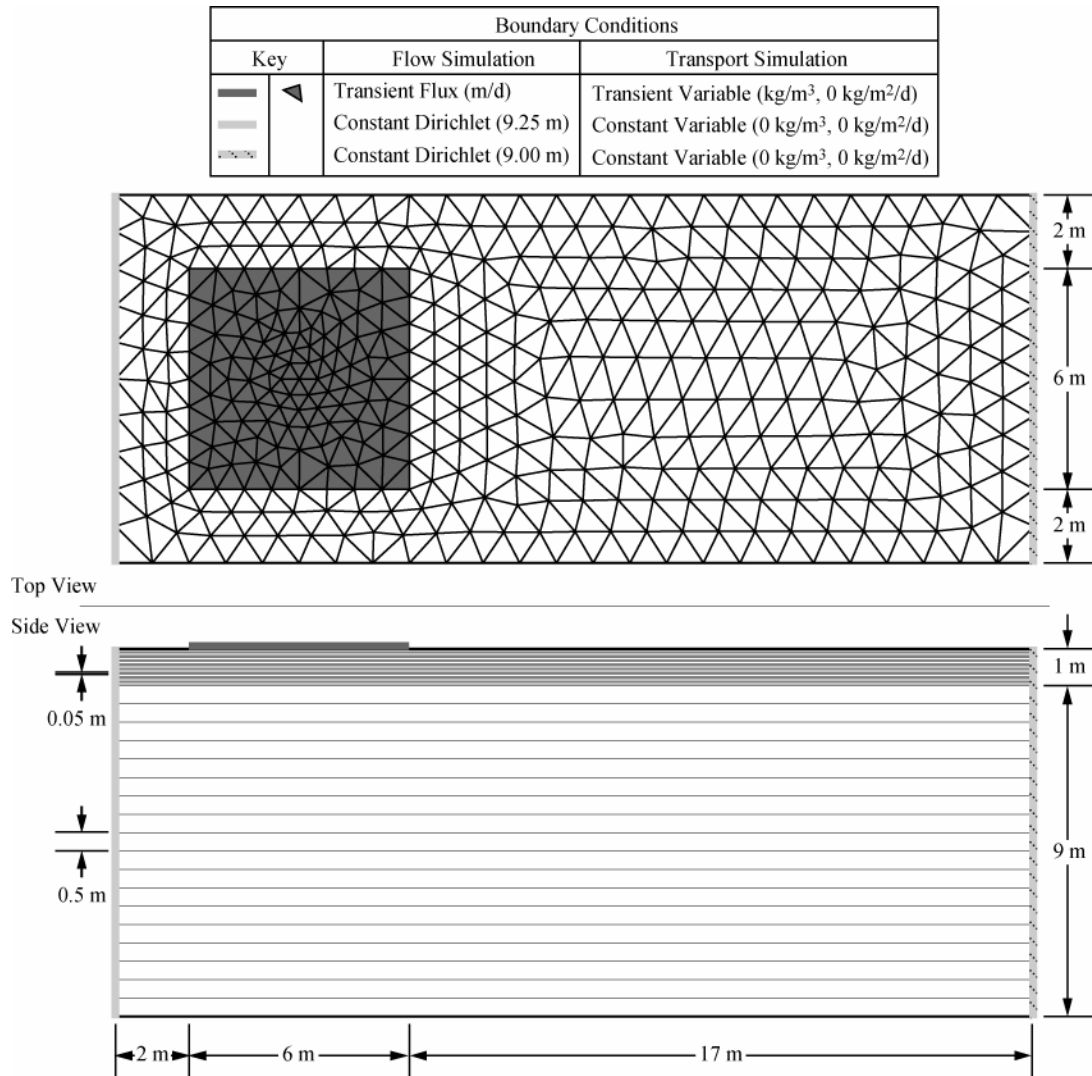 Boundary Conditions
Key Flow Simulation Transport Simulation
Transient Flux (m/d) Transient Variable (kg/m³, 0 kg/m²/d)
Constant Dirichlet (9.25 m) Constant Variable (0 kg/m³, 0 kg/m²/d)
Constant Dirichlet (9.00 m) Constant Variable (0 kg/m³, 0 kg/m²/d)
2 m
6 m
2 m
Top View
Side View
1 m
0.05 m
9 m
0.5 m
2 m 6 m 17 m